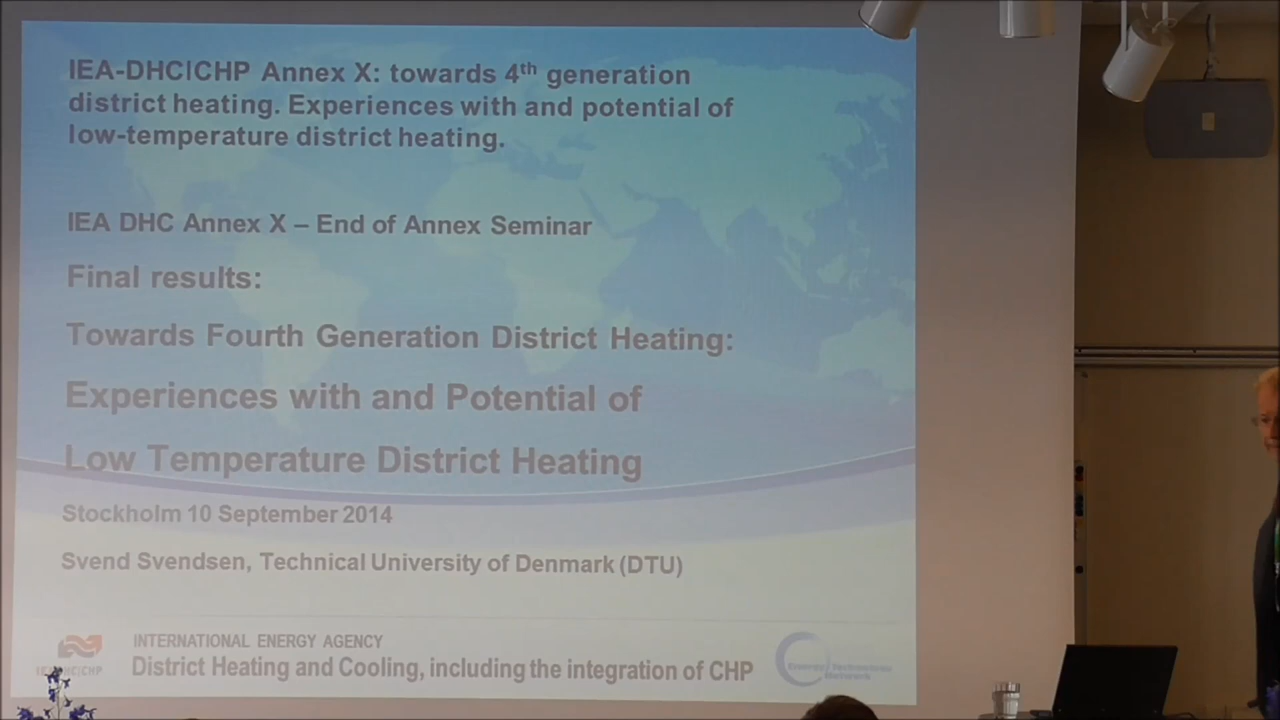 IEA-DHC|CHP Annex X: towards 4th generation
district heating. Experiences with and potential of
low-temperature district heating.
IEA DHC Annex X – End of Annex Seminar
Final results:
Towards Fourth Generation District Heating:
Experiences with and Potential of
Low Temperature District Heating
Stockholm 10 September 2014
Svend Svendsen, Technical University of Denmark (DTU)
INTERNATIONAL ENERGY AGENCY
District Heating and Cooling, including the integration of CHP
Energy Technology
Network